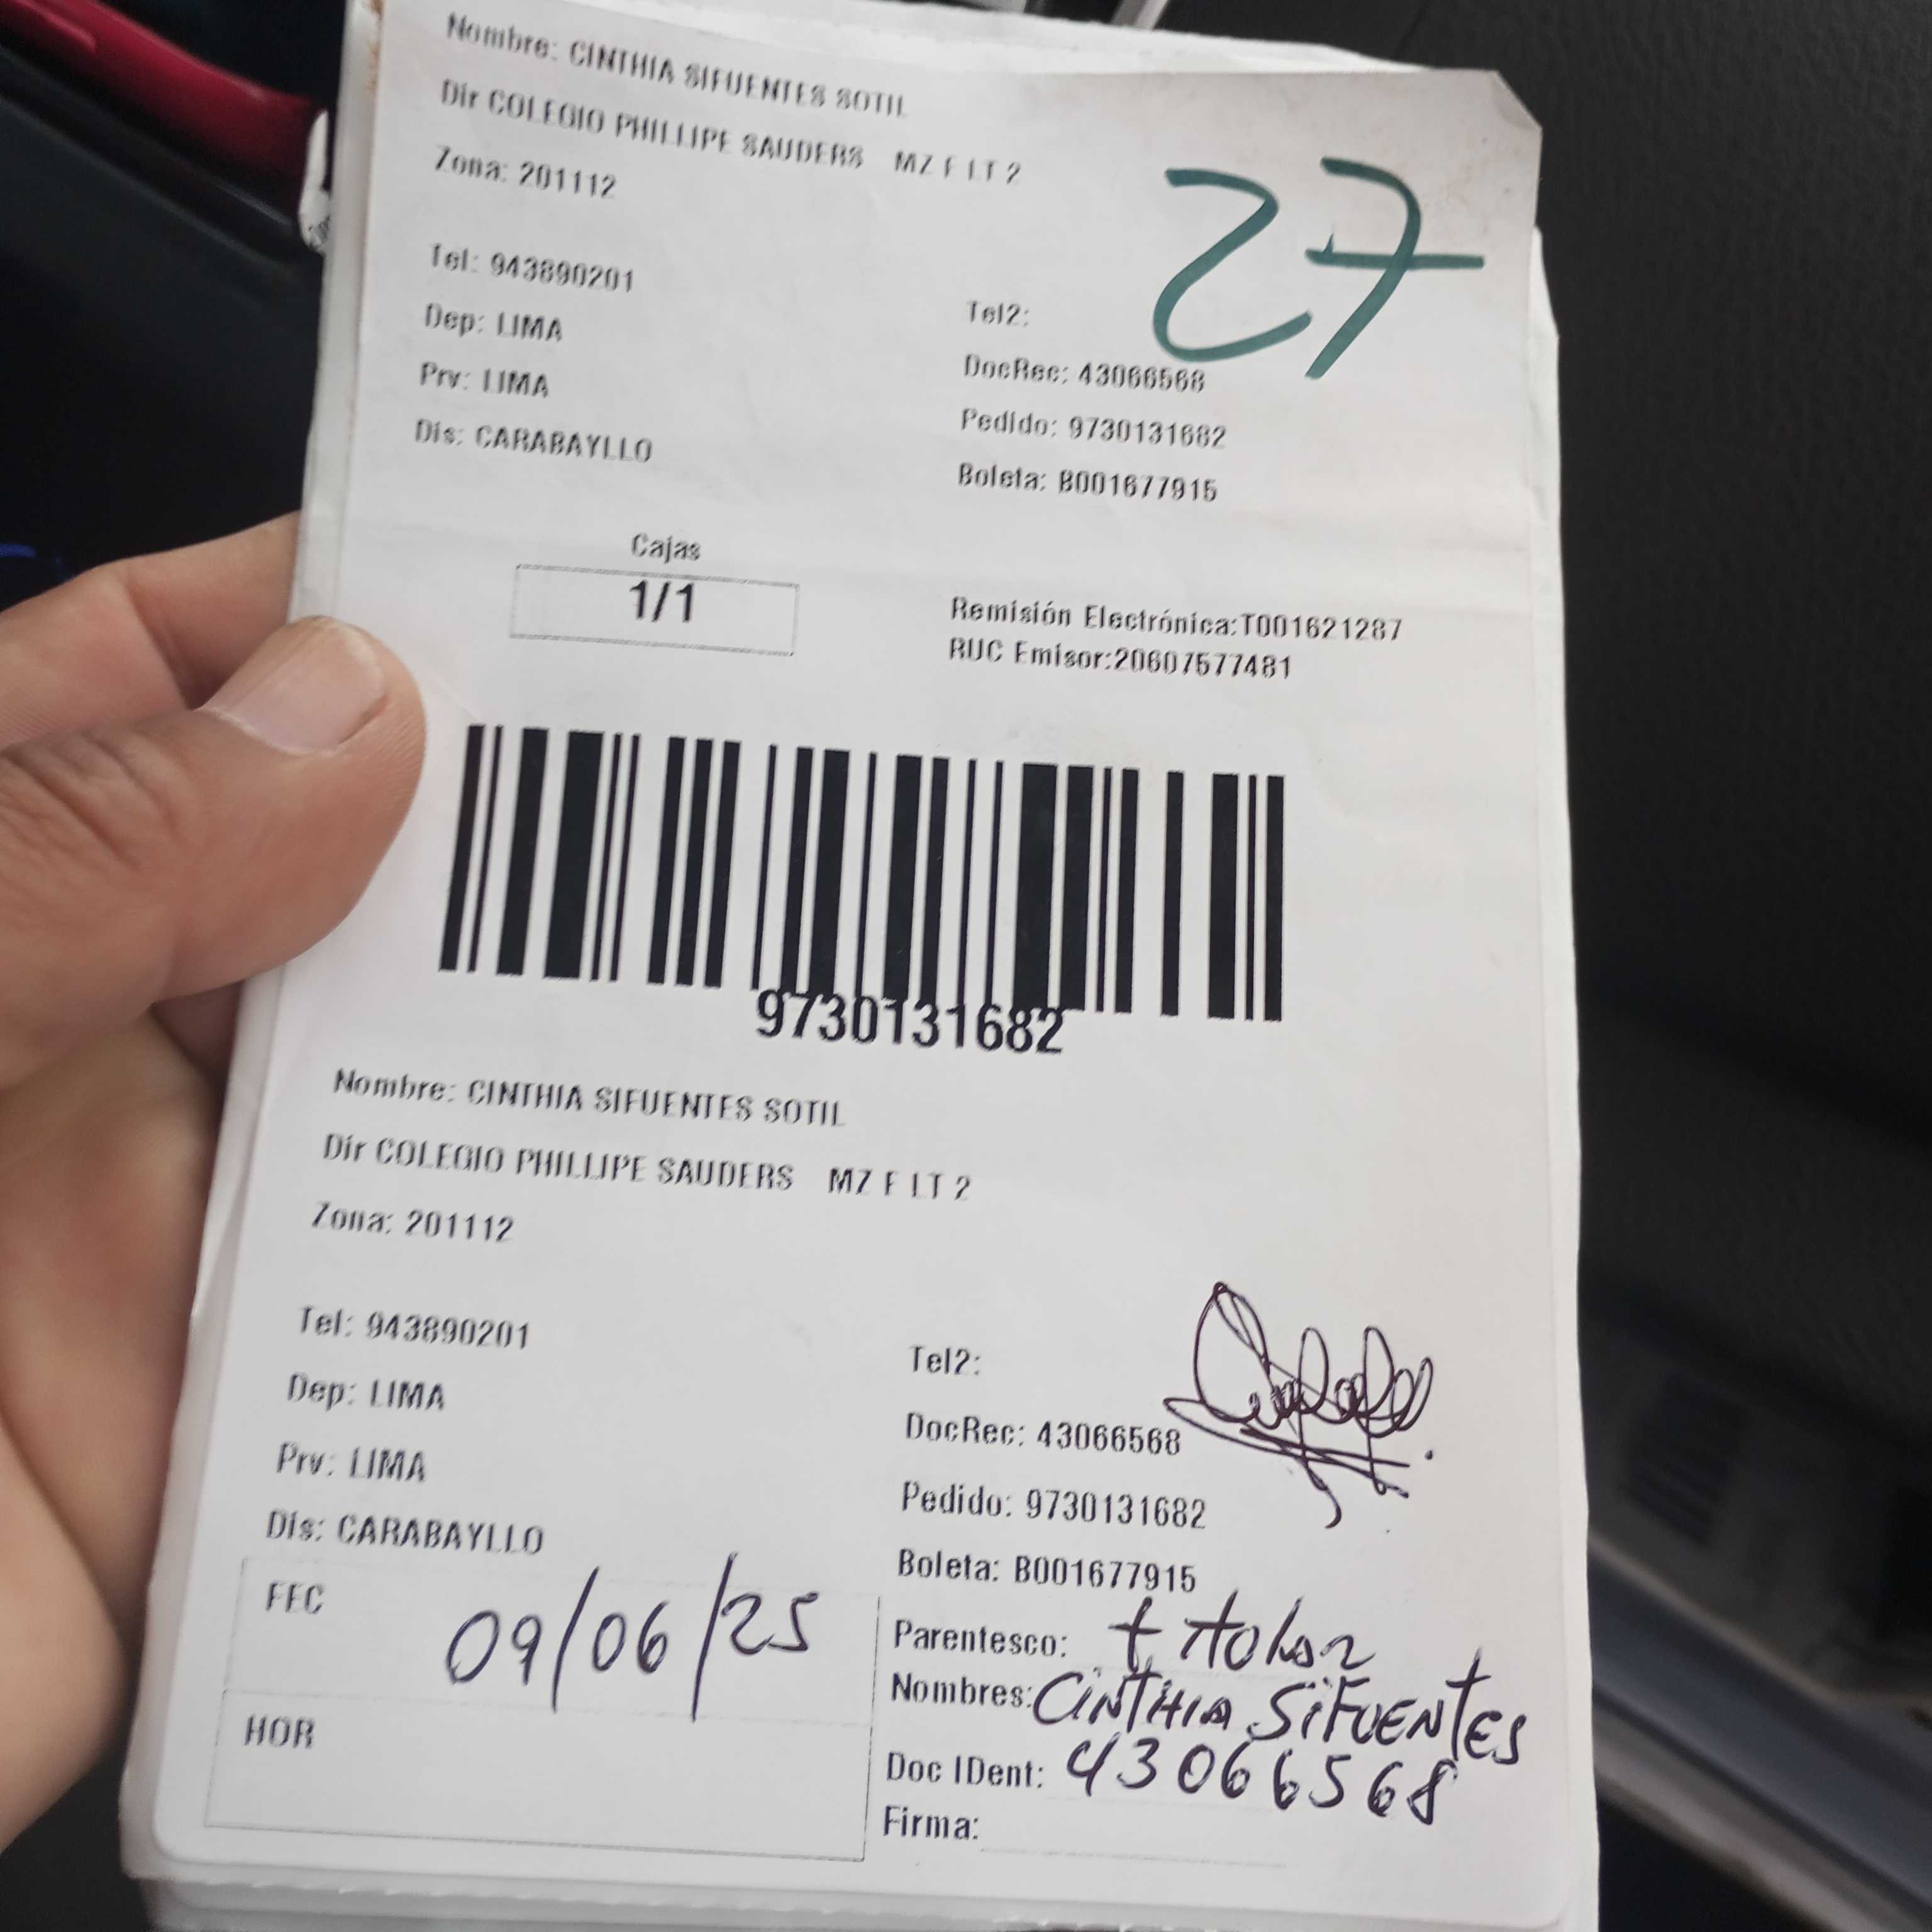 Nombre: CINTHIA SIFUENTES SOTIL
Dir COLEGIO PHILLIPE SAUDERS MZ F LT 2
Zona: 201112
27
Tel: 943890201
Tel2:
Dep: LIMA
DocRec: 43066568
Prv: LIMA
Pedido: 9730131682
Dis: CARABAYLLO
Boleta: B001677915
Cajas
1/1
Remisión Electrónica:T001621287
RUC Emisor:20607577481
9730131682
Nombre: CINTHIA SIFUENTES SOTIL
Dir COLEGIO PHILLIPE SAUDERS MZ F LT 2
Zona: 201112
Tel: 943890201
Tel2:
Dep: LIMA
DocRec: 43066568
Prv: LIMA
Pedido: 9730131682
Dis: CARABAYLLO
Boleta: B001677915
FEC 09/06/25
Parentesco: titolar
Nombres: CINTHIA SIFUENTES
HOR
Doc IDent: 43066568
Firma: